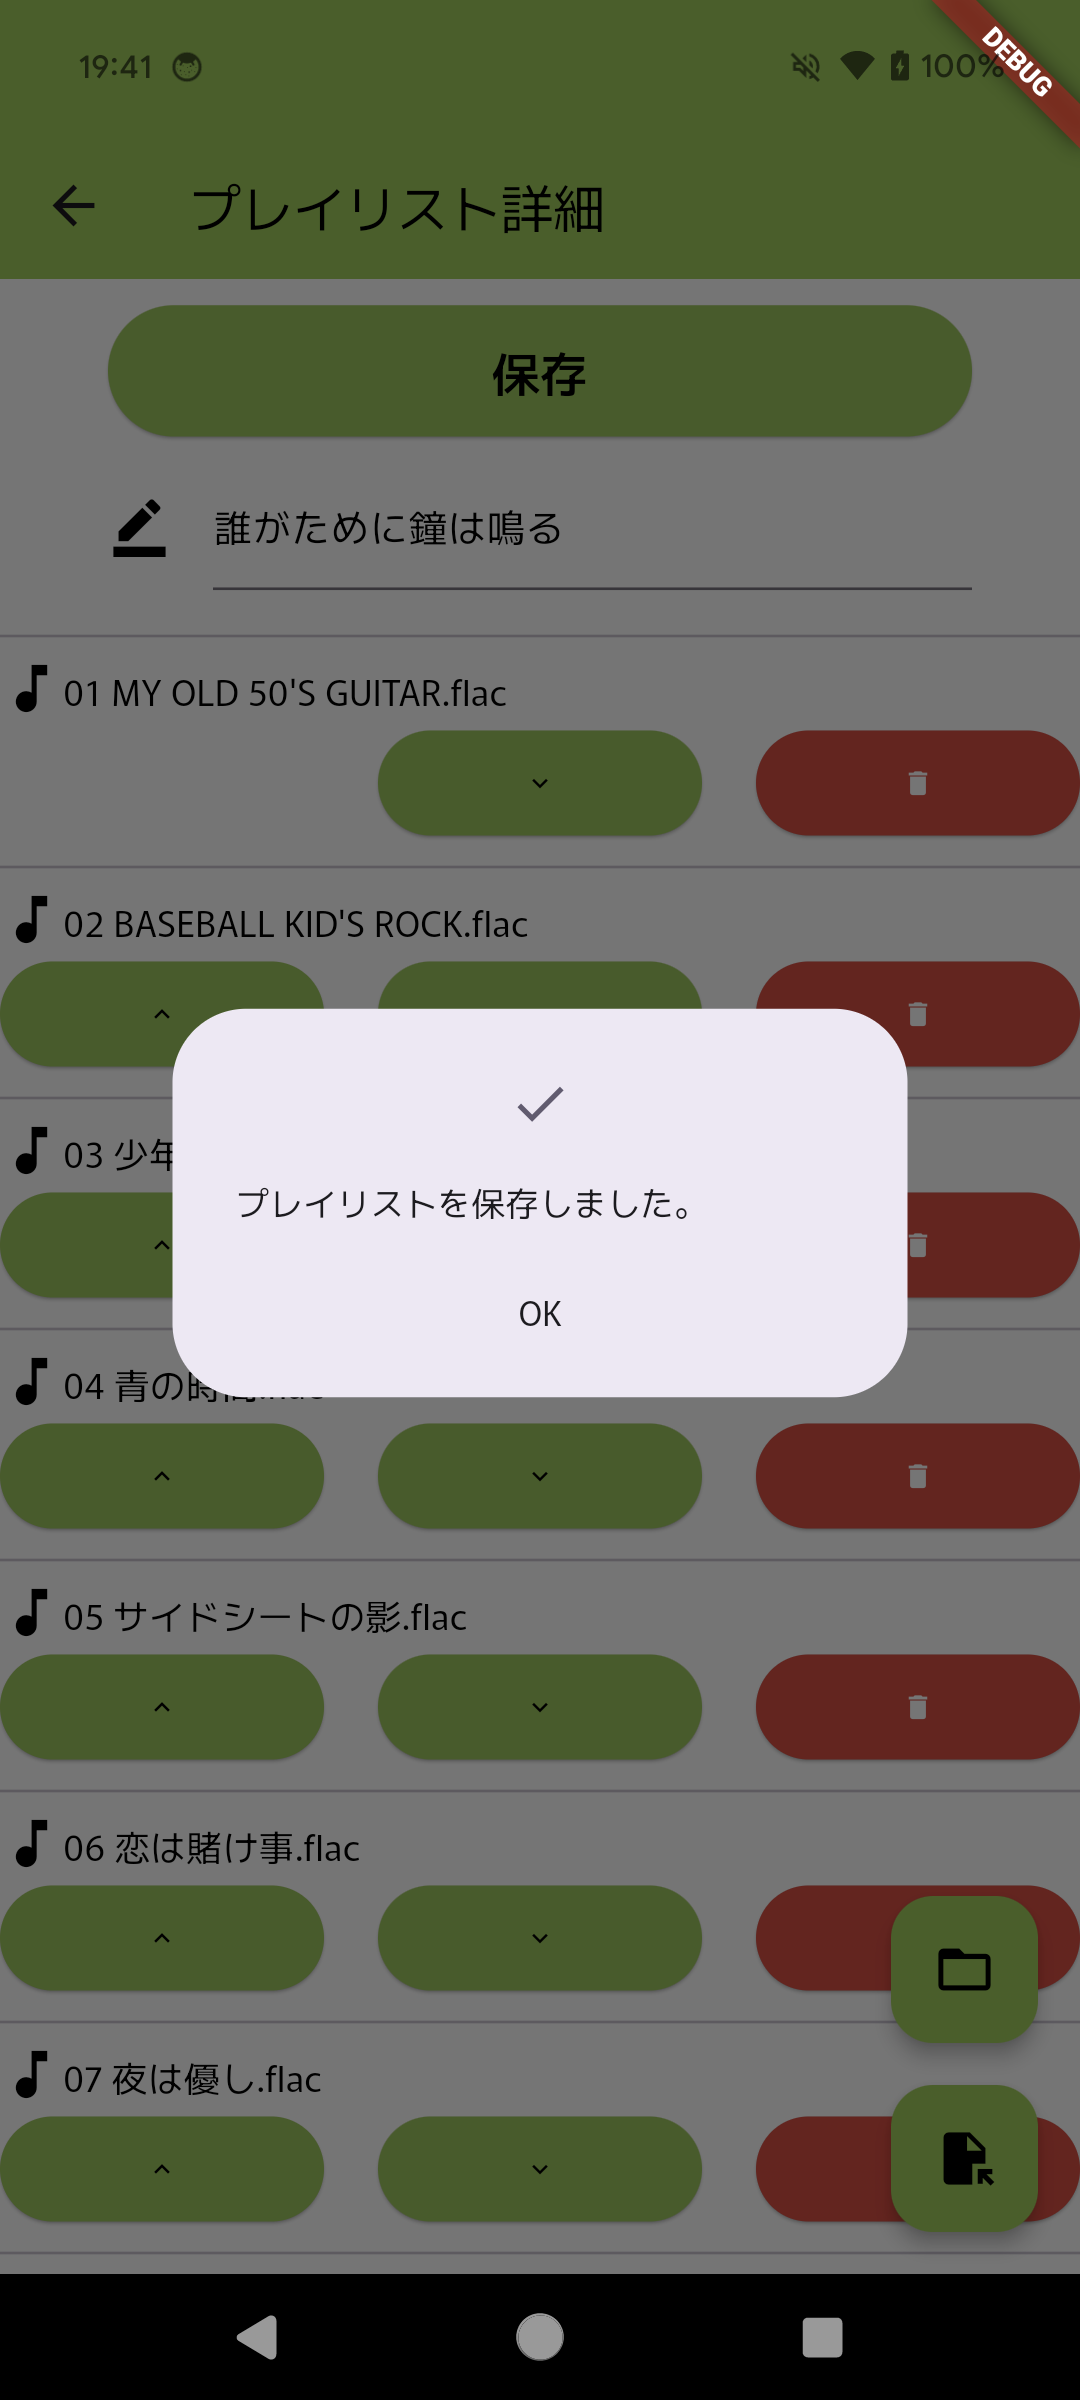 19:41
100%
DEBUG
プレイリスト詳細
保存
誰がために鐘は鳴る
01 MY OLD 50'S GUITAR.flac
02 BASEBALL KID'S ROCK.flac
03 少年
プレイリストを保存しました。
OK
04 青の時間.flac
05 サイドシートの影.flac
06 恋は賭け事.flac
07 夜は優し.flac